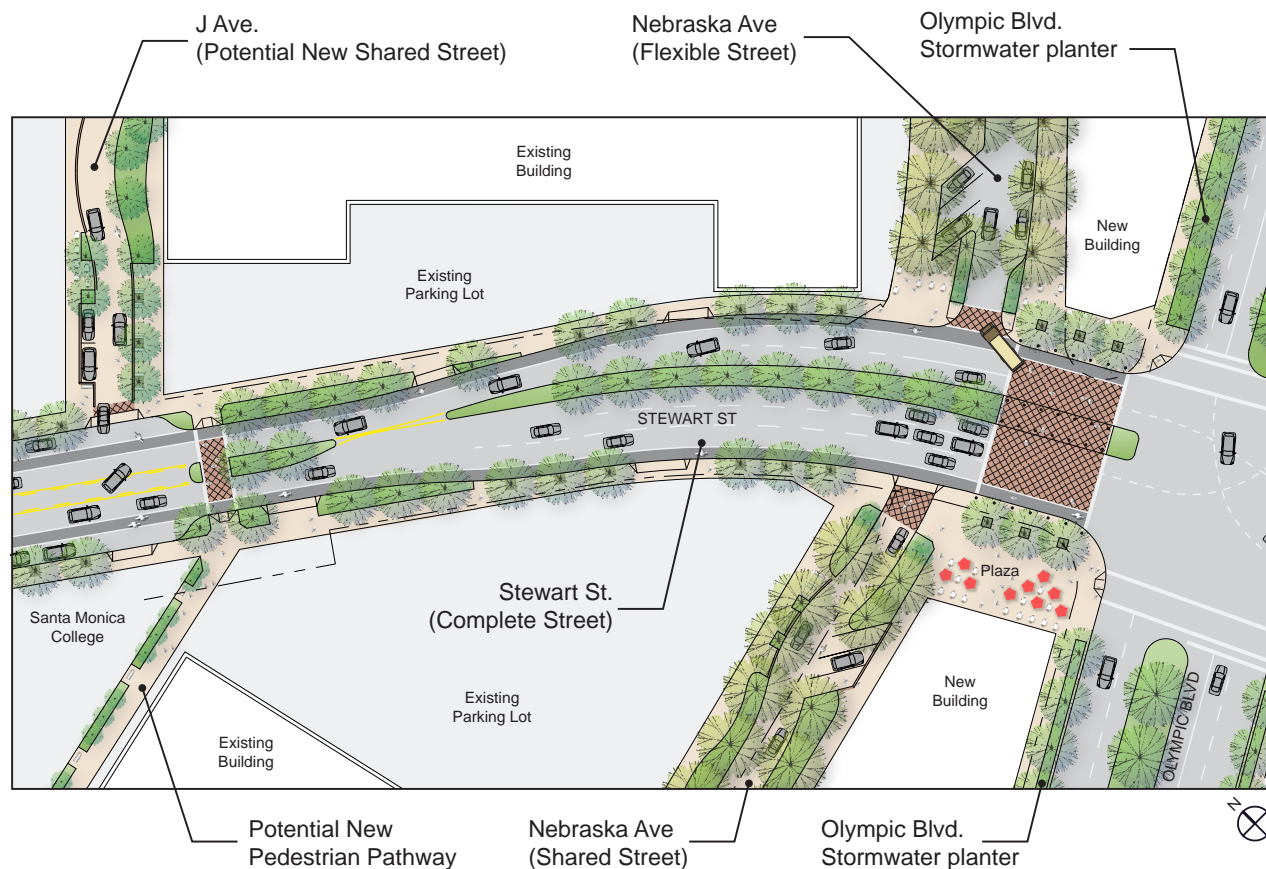 J Ave.
(Potential New Shared Street)
Nebraska Ave
(Flexible Street)
Olympic Blvd.
Stormwater planter
Existing
Building
New
Building
Existing
Parking Lot
STEWART ST
Stewart St.
(Complete Street)
Plaza
Santa Monica
College
Existing
Parking Lot
New
Building
OLYMPIC BLVD
Existing
Building
Potential New
Pedestrian Pathway
Nebraska Ave
(Shared Street)
Olympic Blvd.
Stormwater planter
N